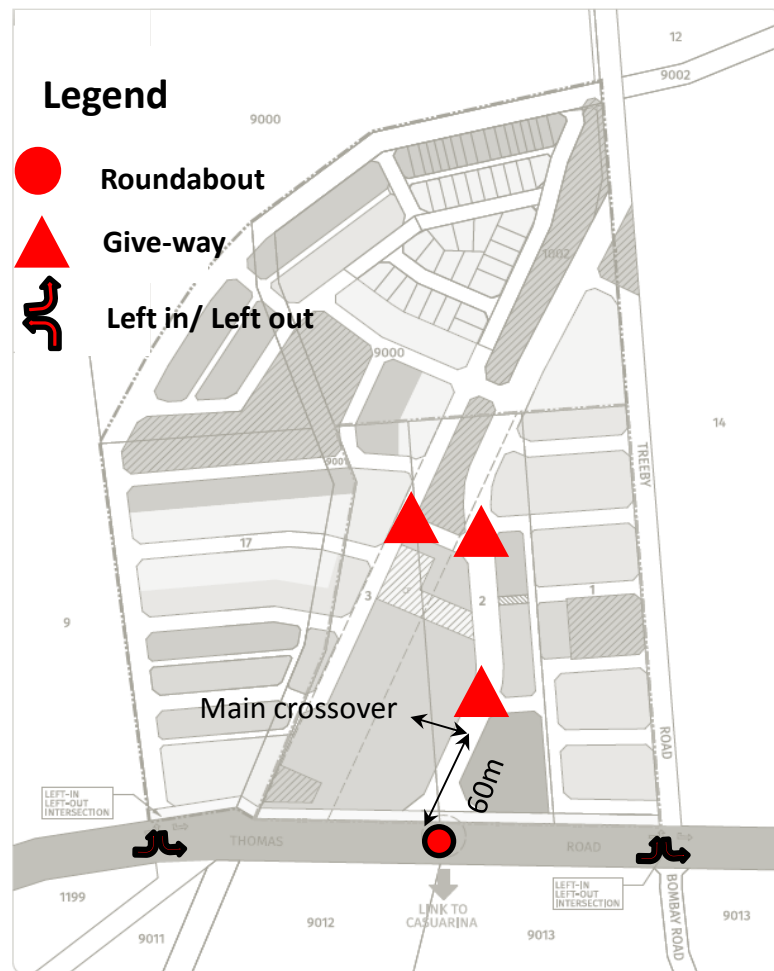 12
9002
Legend
9000
Roundabout
Give-way
1002
Left in/ Left out
9000
14
TREEBY
9001
17
3
2
1
9
Main crossover
ROAD
60m
LEFT-IN
LEFT-OUT
INTERSECTION
THOMAS
ROAD
1199
LINK TO
CASUARINA
LEFT-IN
LEFT-OUT
INTERSECTION
BOMBAY ROAD
9011
9012
9013
9013